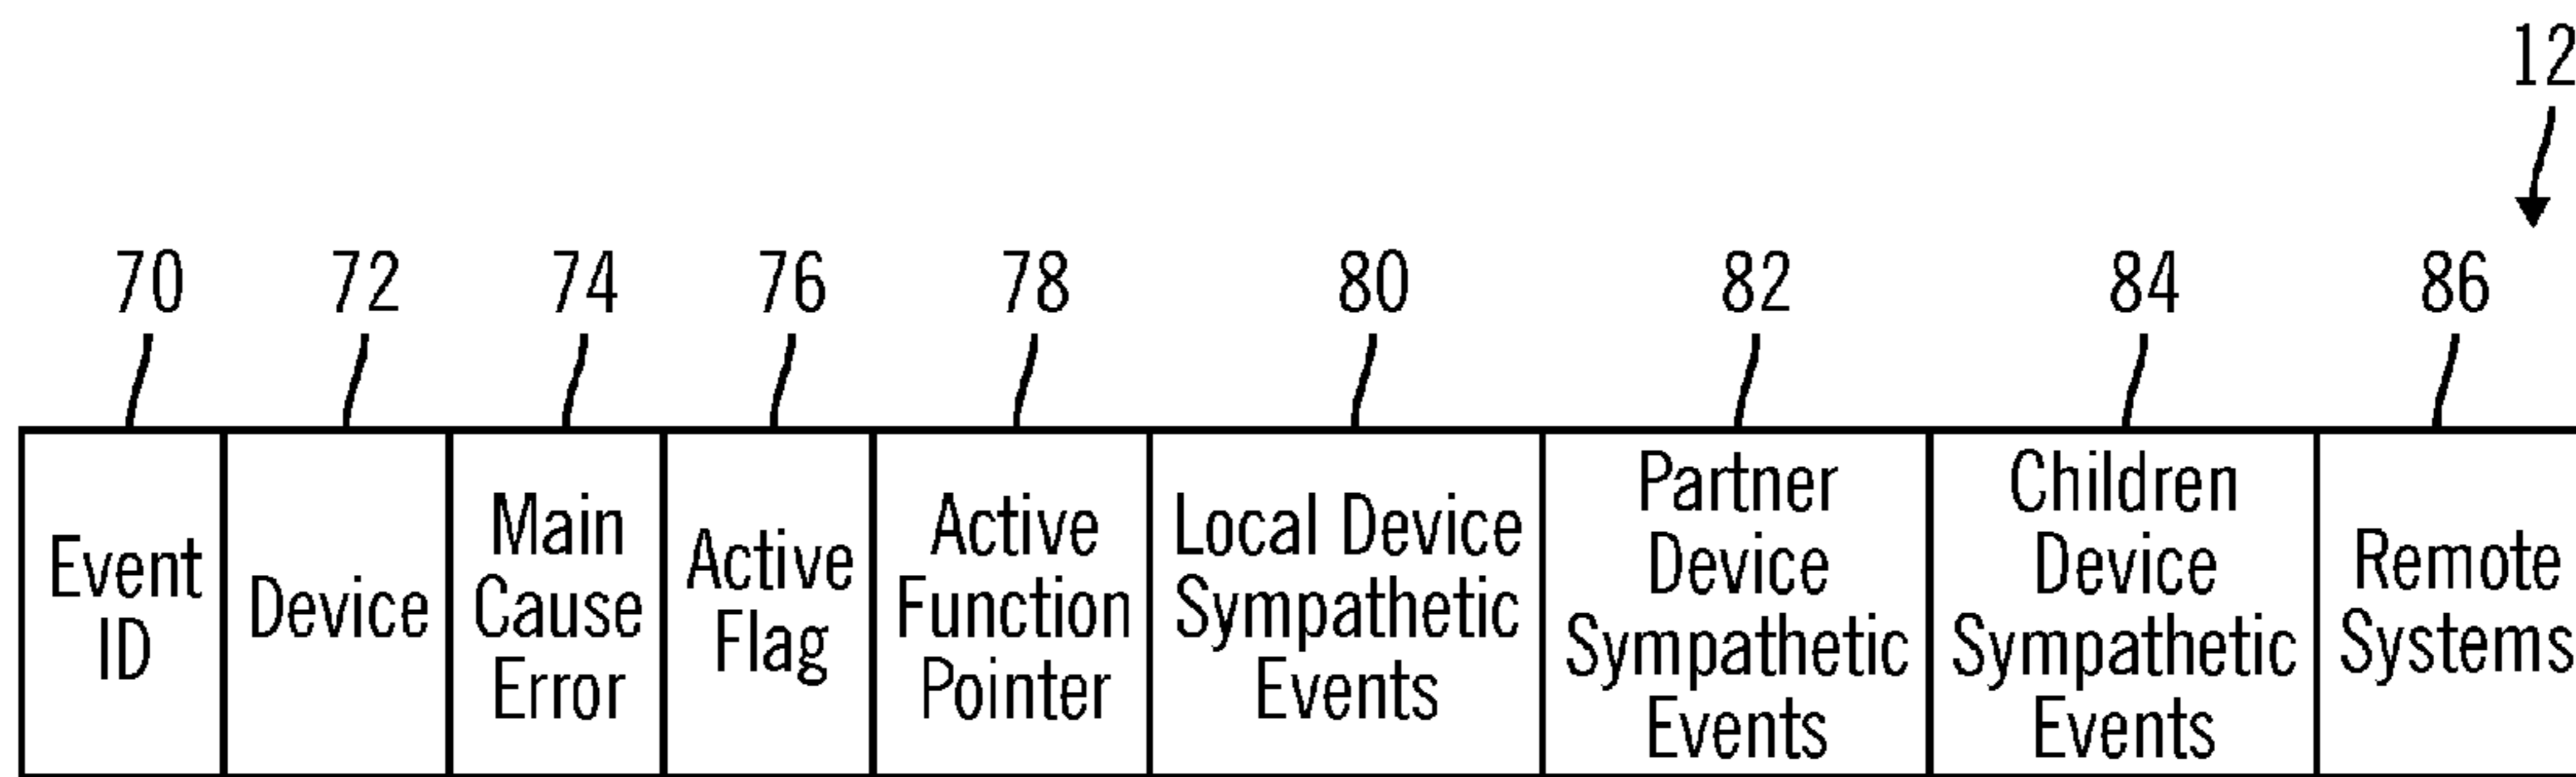 12
70 72 74 76 78 80 82 84 86
Event
ID
Device
Main
Cause
Error
Active
Flag
Active
Function
Pointer
Local Device
Sympathetic
Events
Partner
Device
Sympathetic
Events
Children
Device
Sympathetic
Events
Remote
Systems